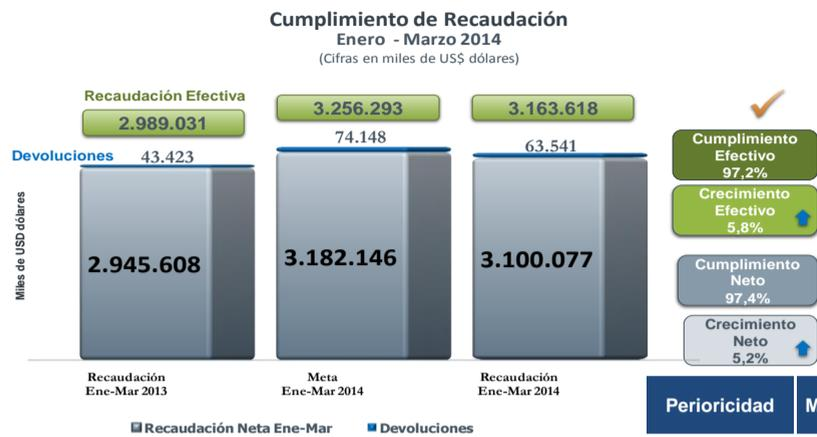 Cumplimiento de Recaudación
Enero - Marzo 2014
(Cifras en miles de US$ dólares)
Recaudación Efectiva
2.989.031
3.256.293
3.163.618
Devoluciones
43.423
74.148
63.541
Miles de USD dólares
2.945.608
3.182.146
3.100.077
Cumplimiento
Efectivo
97,2%
Crecimiento
Efectivo
5,8%
Cumplimiento
Neto
97,4%
Crecimiento
Neto
5,2%
Recaudación
Ene-Mar 2013
Meta
Ene-Mar 2014
Recaudación
Ene-Mar 2014
Recaudación Neta Ene-Mar
Devoluciones
Perioricidad
M